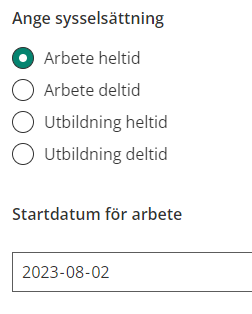 Ange sysselsättning
Arbete heltid
Arbete deltid
Utbildning heltid
Utbildning deltid
Startdatum för arbete
2023-08-02